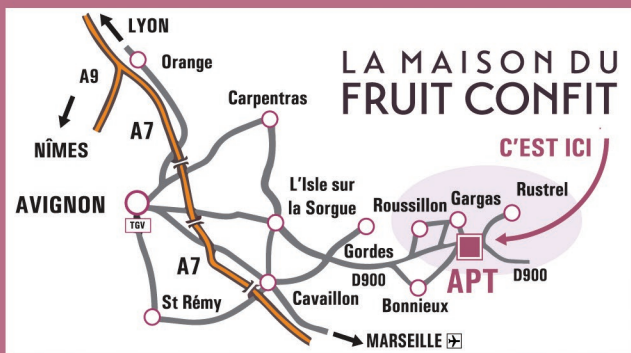 LYON
Orange
LA MAISON DU
FRUIT CONFIT
A9
A7
Carpentras
C'EST ICI
NÎMES
L'Isle sur
la Sorgue
Roussillon
Gargas
Rustrel
AVIGNON
TGV
Gordes
A7
D900
APT
D900
St Rémy
Cavaillon
Bonnieux
MARSEILLE